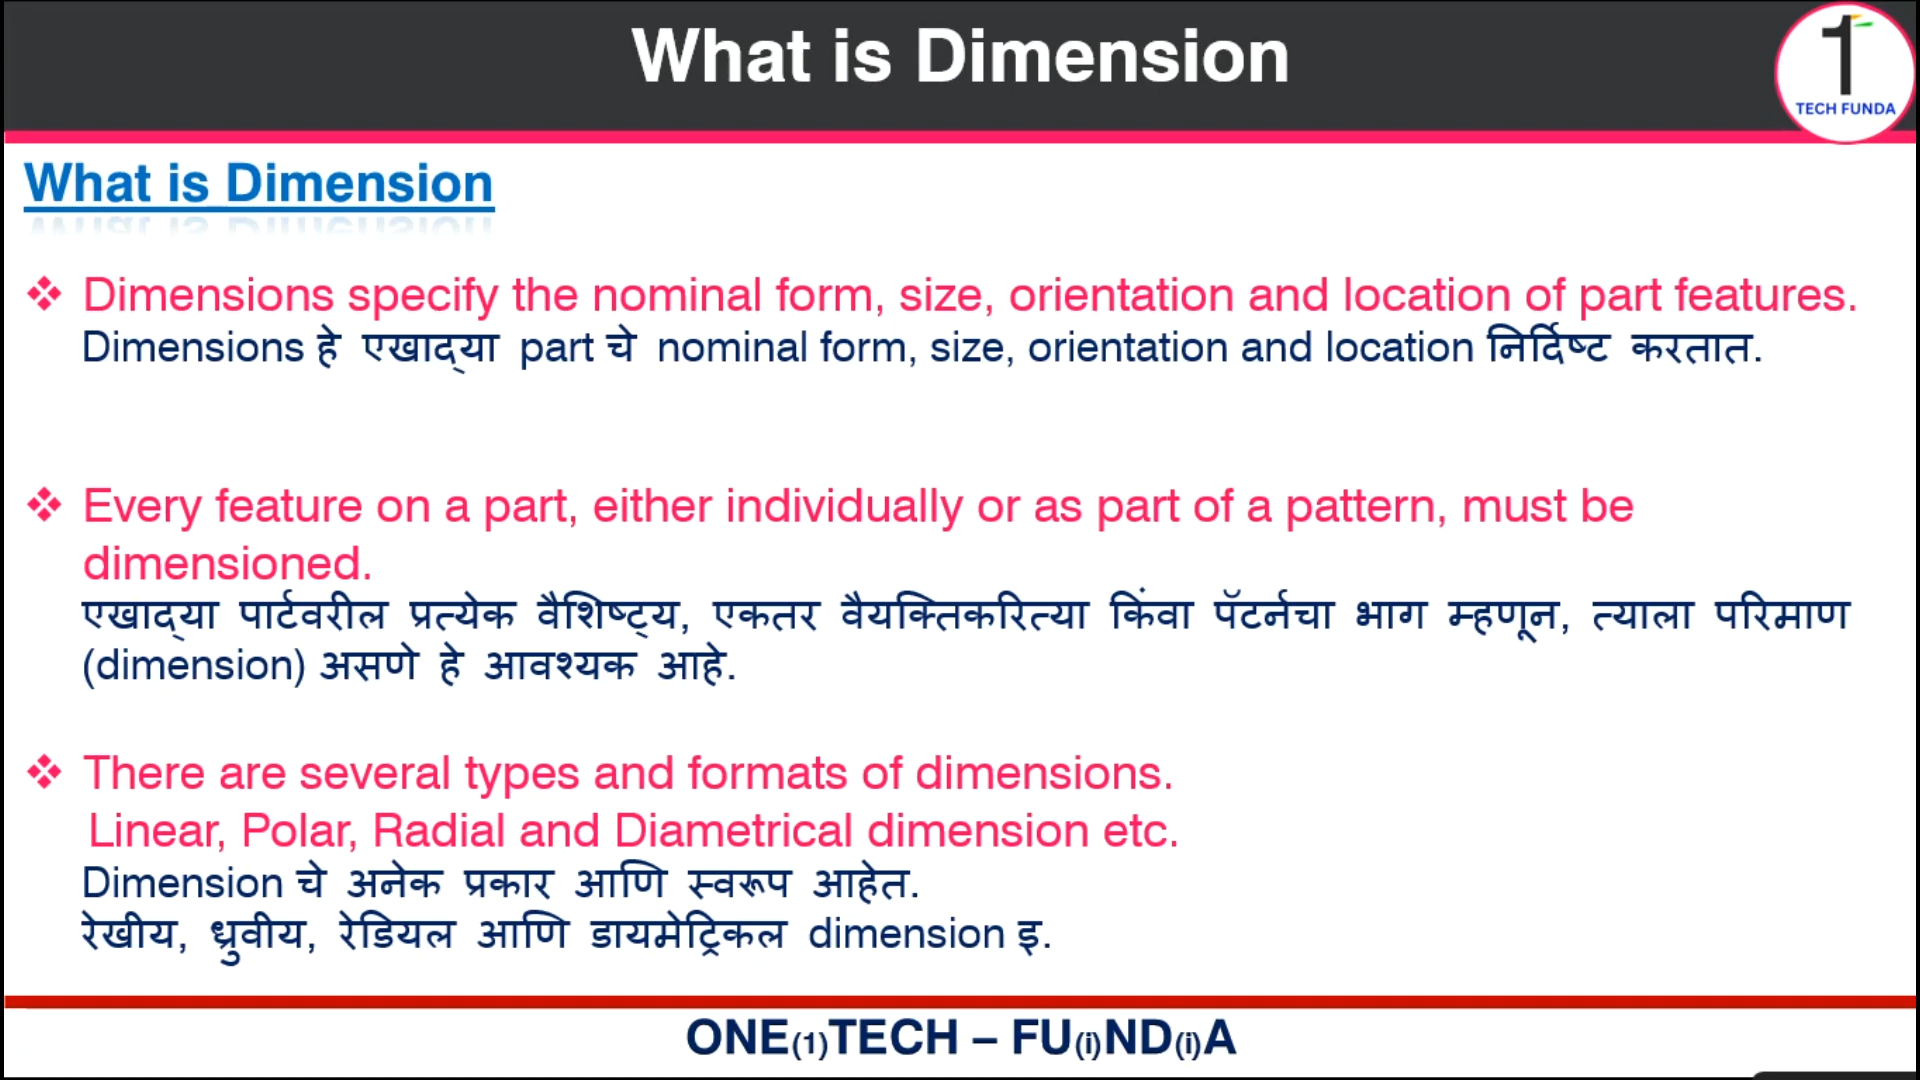 What is Dimension
1
TECH FUNDA
What is Dimension
❖ Dimensions specify the nominal form, size, orientation and location of part features.
Dimensions हे एखाद्या part चे nominal form, size, orientation and location निर्दिष्ट करतात.
❖ Every feature on a part, either individually or as part of a pattern, must be
dimensioned.
एखाद्या पार्टवरील प्रत्येक वैशिष्ट्य, एकतर वैयक्तिकरित्या किंवा पॅटर्नचा भाग म्हणून, त्याला परिमाण
(dimension) असणे हे आवश्यक आहे.
❖ There are several types and formats of dimensions.
Linear, Polar, Radial and Diametrical dimension etc.
Dimension चे अनेक प्रकार आणि स्वरूप आहेत.
रेखीय, ध्रुवीय, रेडियल आणि डायमेट्रिकल dimension इ.
ONE(1)TECH – FU(i)ND(i)A